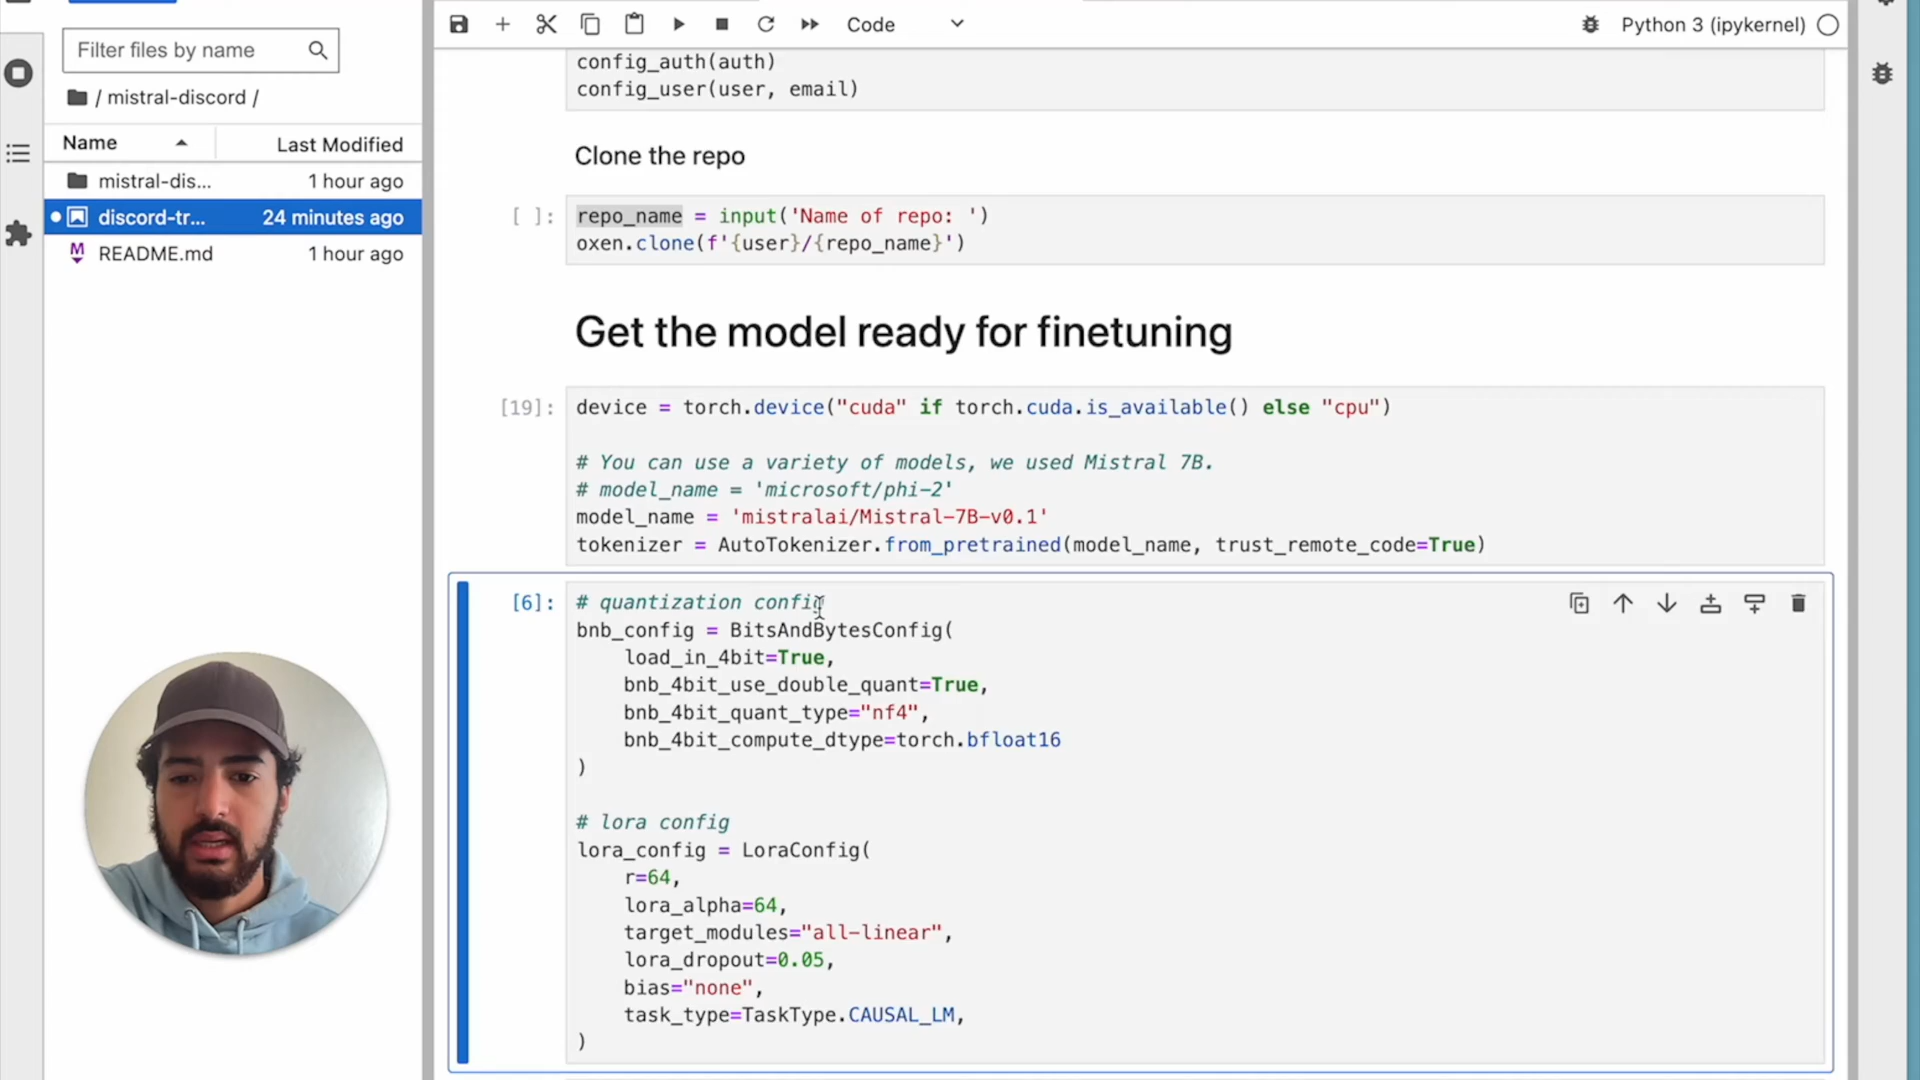 Filter files by name
/ mistral-discord /
Name
Last Modified
mistral-dis...
1 hour ago
discord-tr...
24 minutes ago
README.md
1 hour ago
Code
Python 3 (ipykernel)
config_auth(auth)
config_user(user, email)
Clone the repo
[ ]:
repo_name = input('Name of repo: ')
oxen.clone(f'{user}/{repo_name}')
Get the model ready for finetuning
[19]:
device = torch.device("cuda" if torch.cuda.is_available() else "cpu")
# You can use a variety of models, we used Mistral 7B.
# model_name = 'microsoft/phi-2'
model_name = 'mistralai/Mistral-7B-v0.1'
tokenizer = AutoTokenizer.from_pretrained(model_name, trust_remote_code=True)
[6]:
# quantization config
bnb_config = BitsAndBytesConfig(
    load_in_4bit=True,
    bnb_4bit_use_double_quant=True,
    bnb_4bit_quant_type="nf4",
    bnb_4bit_compute_dtype=torch.bfloat16
)
# lora config
lora_config = LoraConfig(
    r=64,
    lora_alpha=64,
    target_modules="all-linear",
    lora_dropout=0.05,
    bias="none",
    task_type=TaskType.CAUSAL_LM,
)